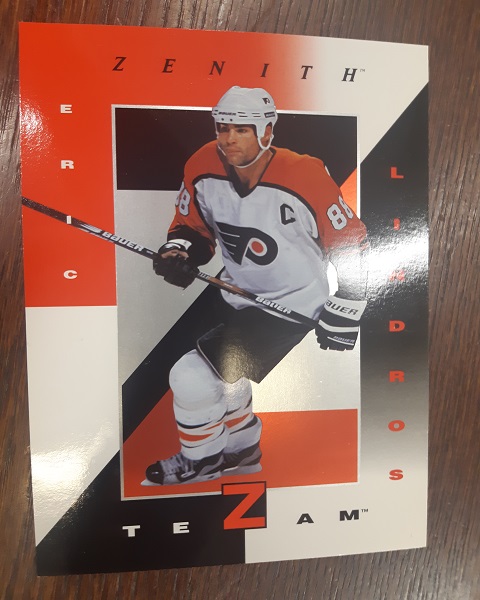 ZENITH™
ERIC
LINDROS
88
C
88
BAUER
BAUER
BAUER
TEZAM™